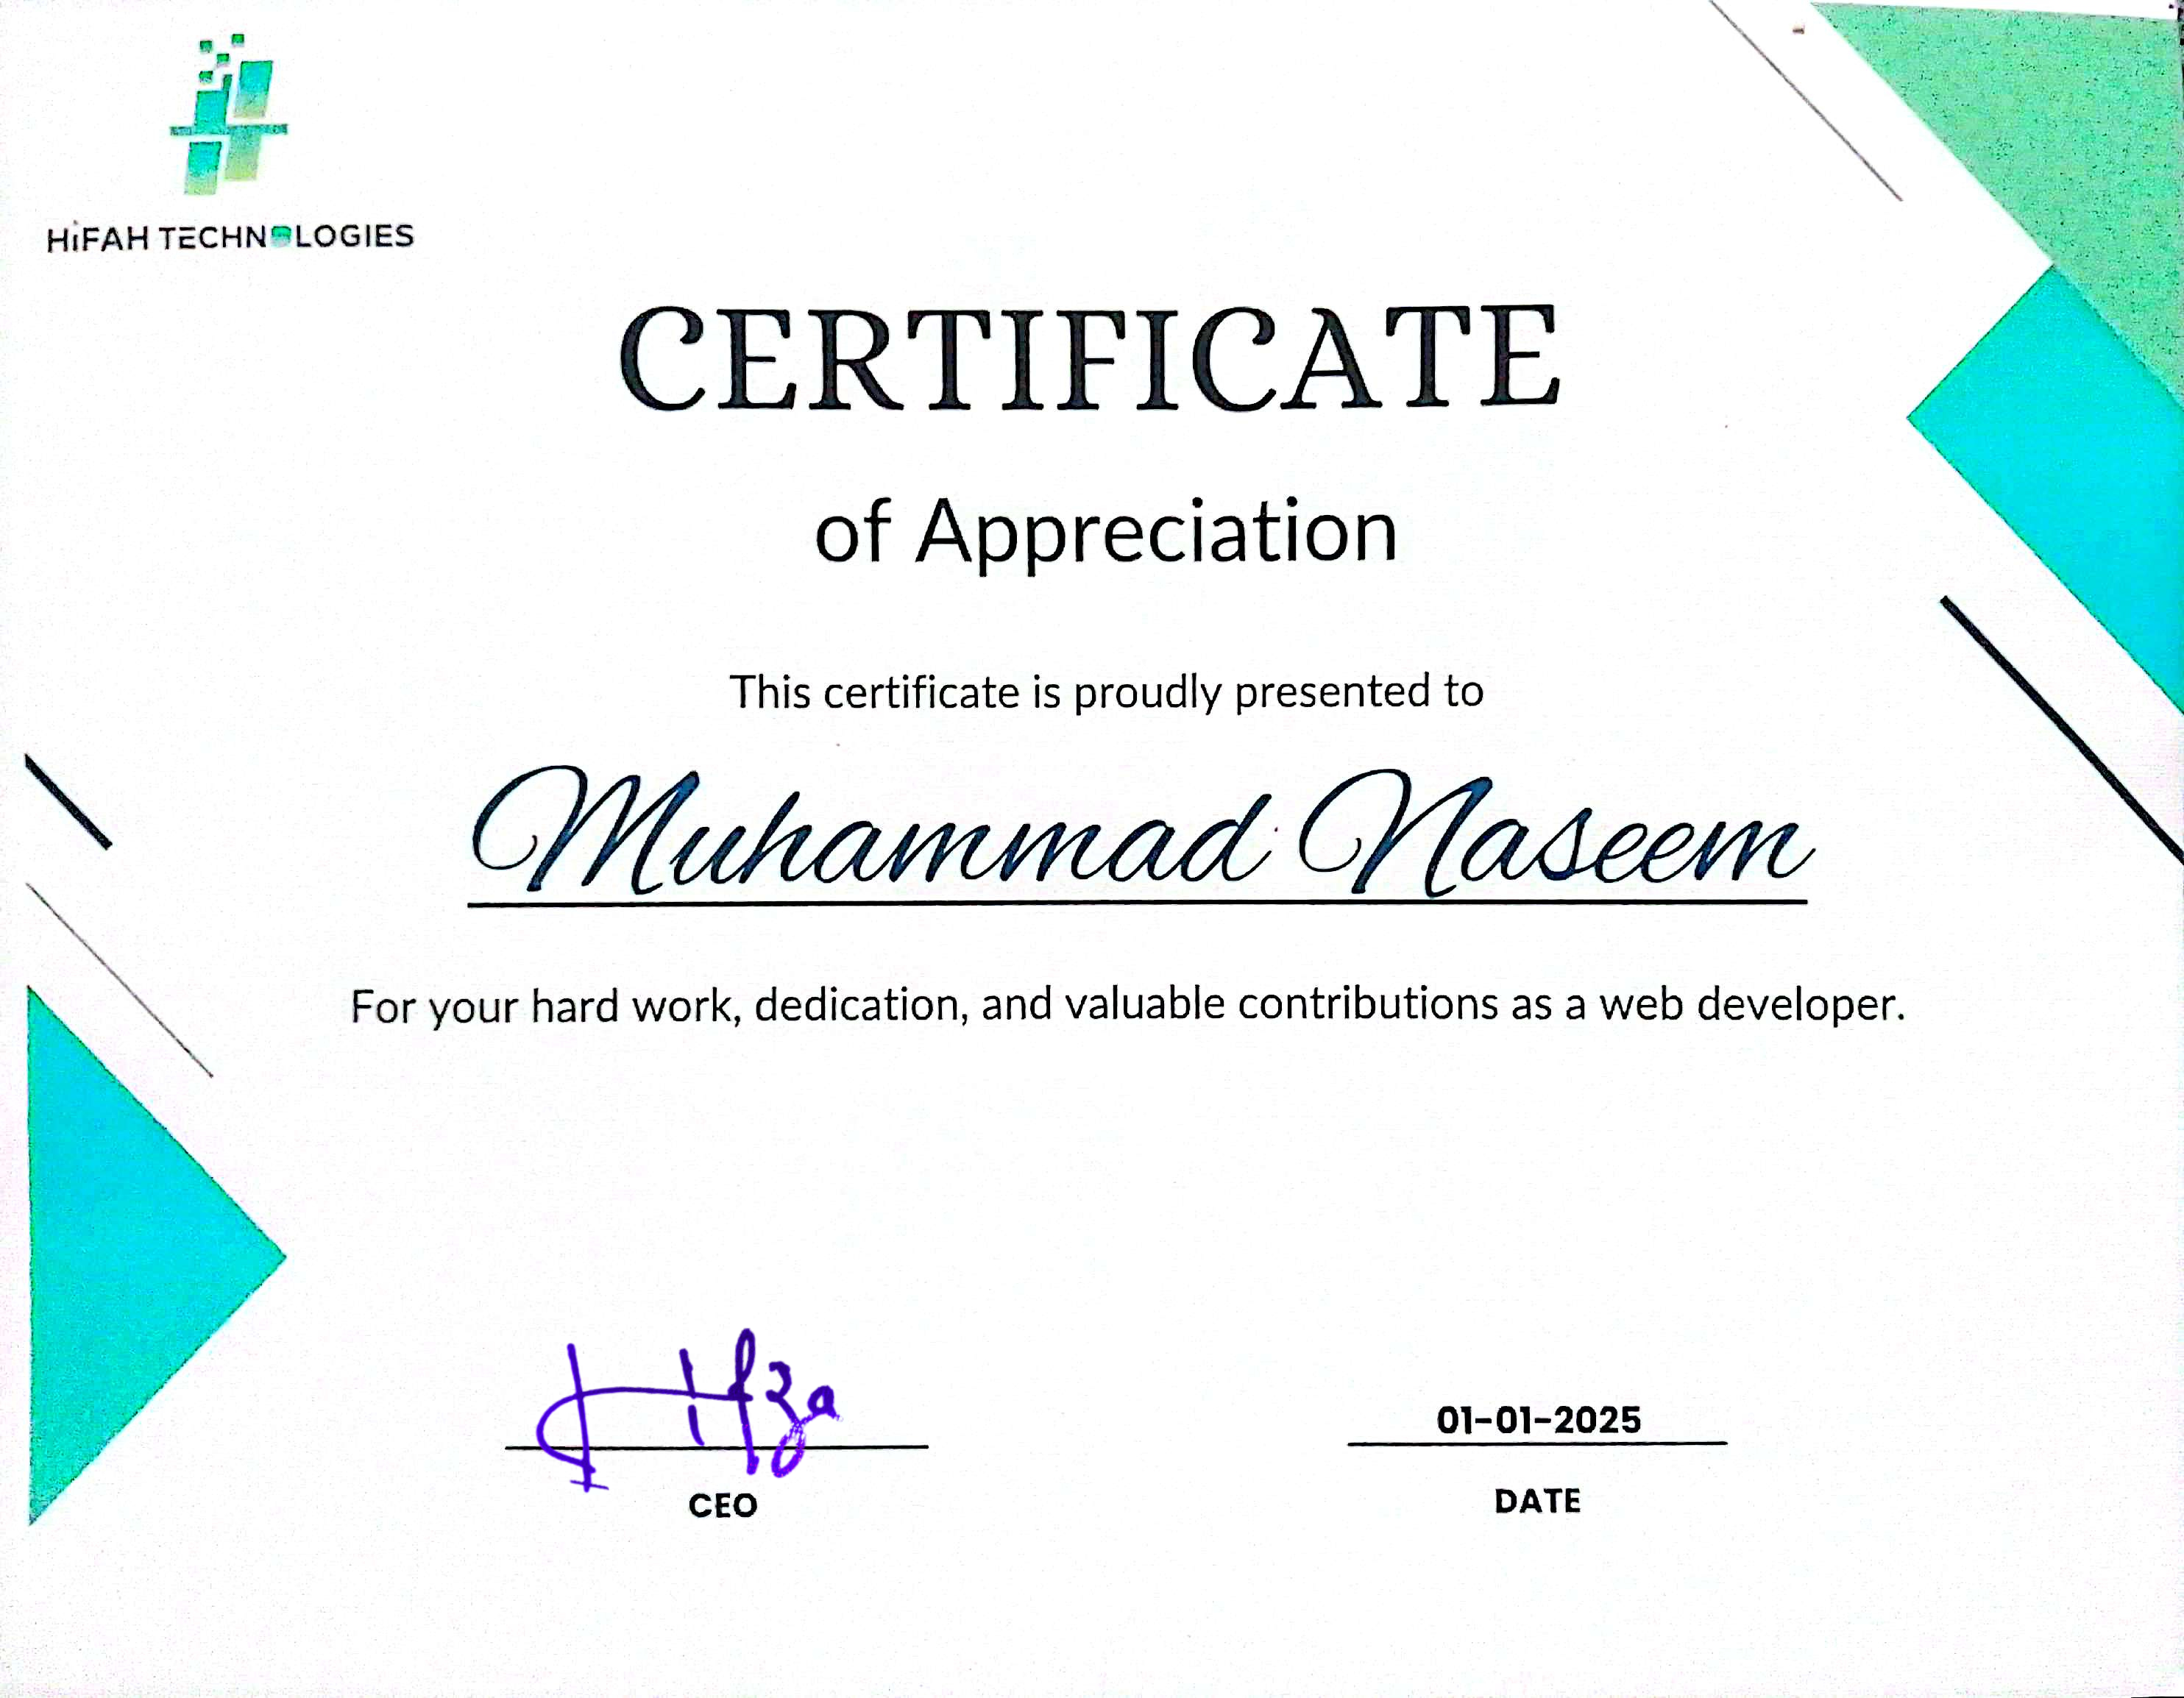 HiFAH TECHNOLOGIES
CERTIFICATE
of Appreciation
This certificate is proudly presented to
Muhammad Naseem
For your hard work, dedication, and valuable contributions as a web developer.
01-01-2025
CEO
DATE